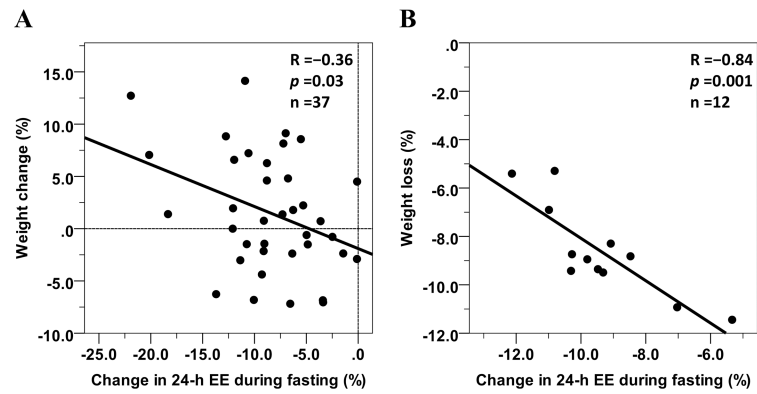 A
R =−0.36
p =0.03
n =37
15.0
10.0
5.0
.0
-5.0
-10.0
Weight change (%)
-25.0 -20.0 -15.0 -10.0 -5.0 .0
Change in 24-h EE during fasting (%)
B
R =−0.84
p =0.001
n =12
.0
-2.0
-4.0
-6.0
-8.0
-10.0
-12.0
Weight loss (%)
-12.0 -10.0 -8.0 -6.0
Change in 24-h EE during fasting (%)